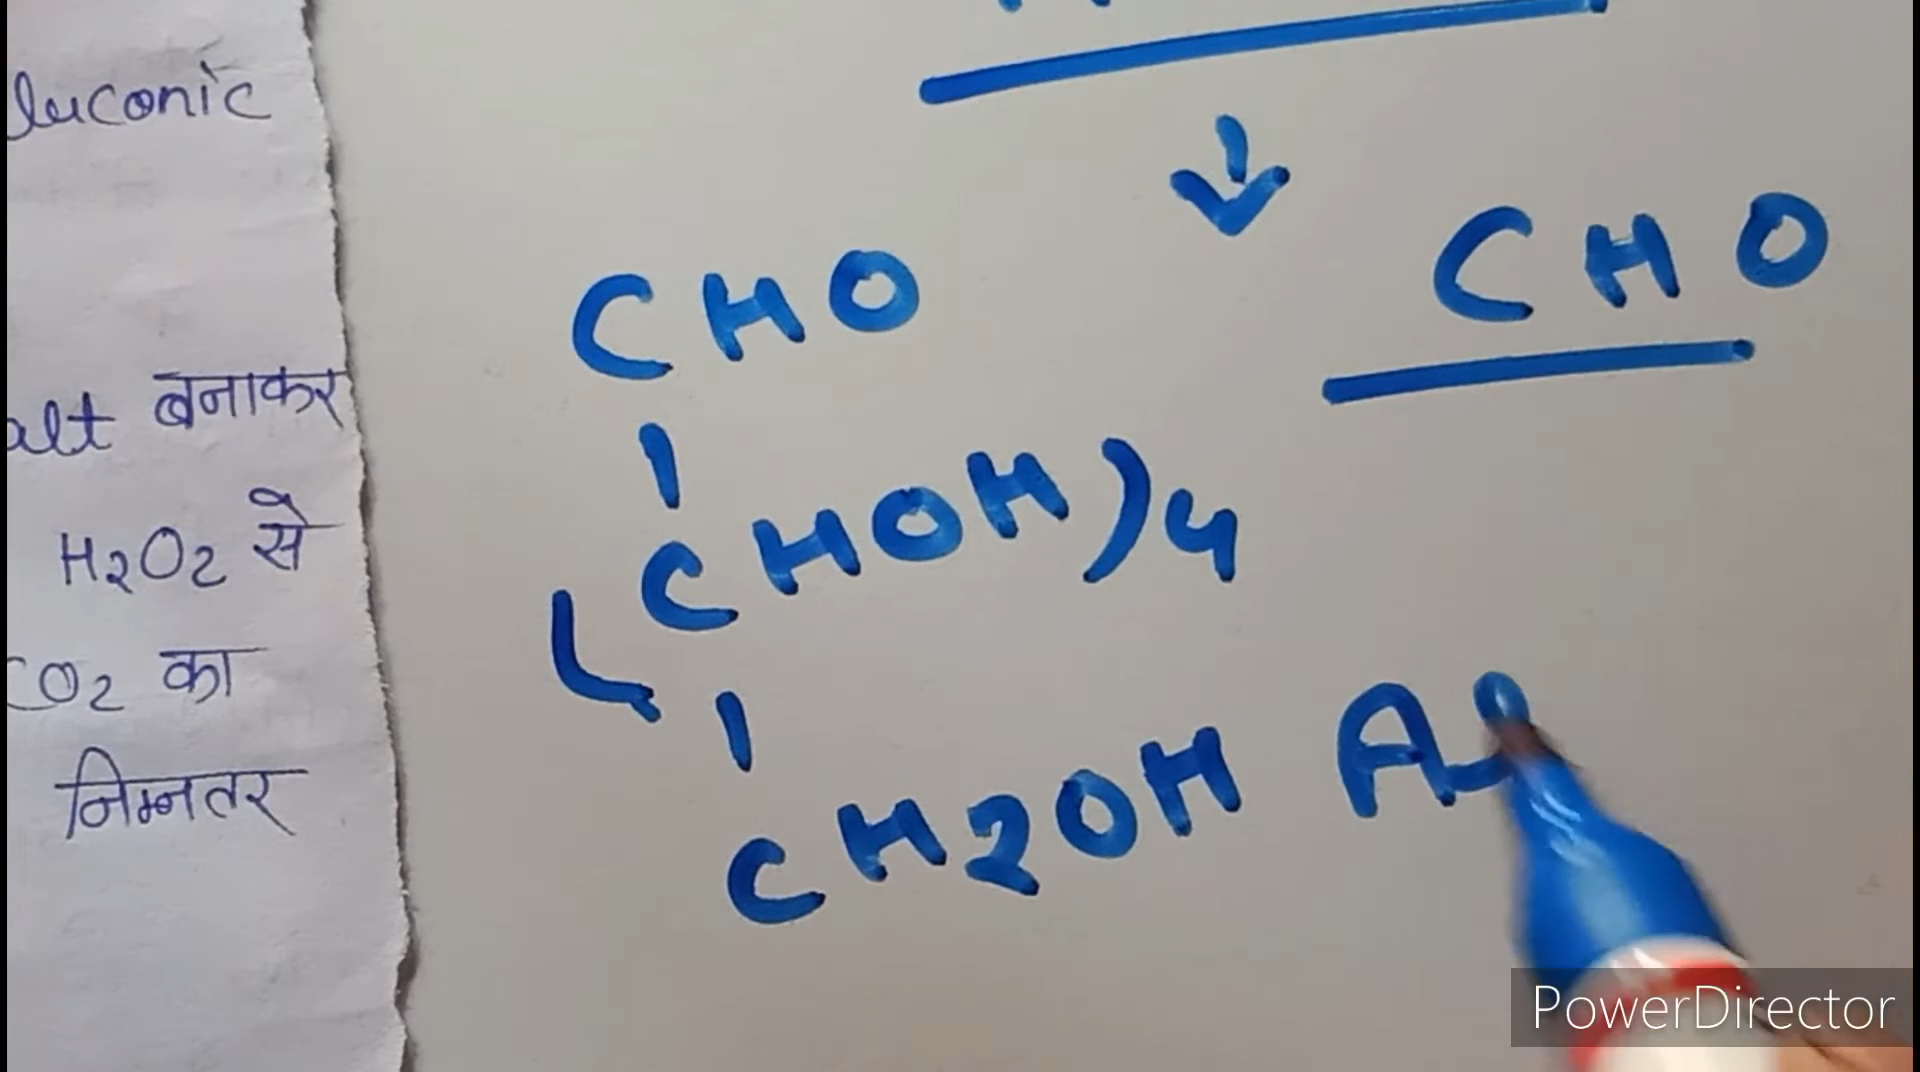 luconic
alt बनाकर
H2O2 से
CO2 का
निम्नतर
CHO
CHO
(CHOH)4
CH2OH
PowerDirector